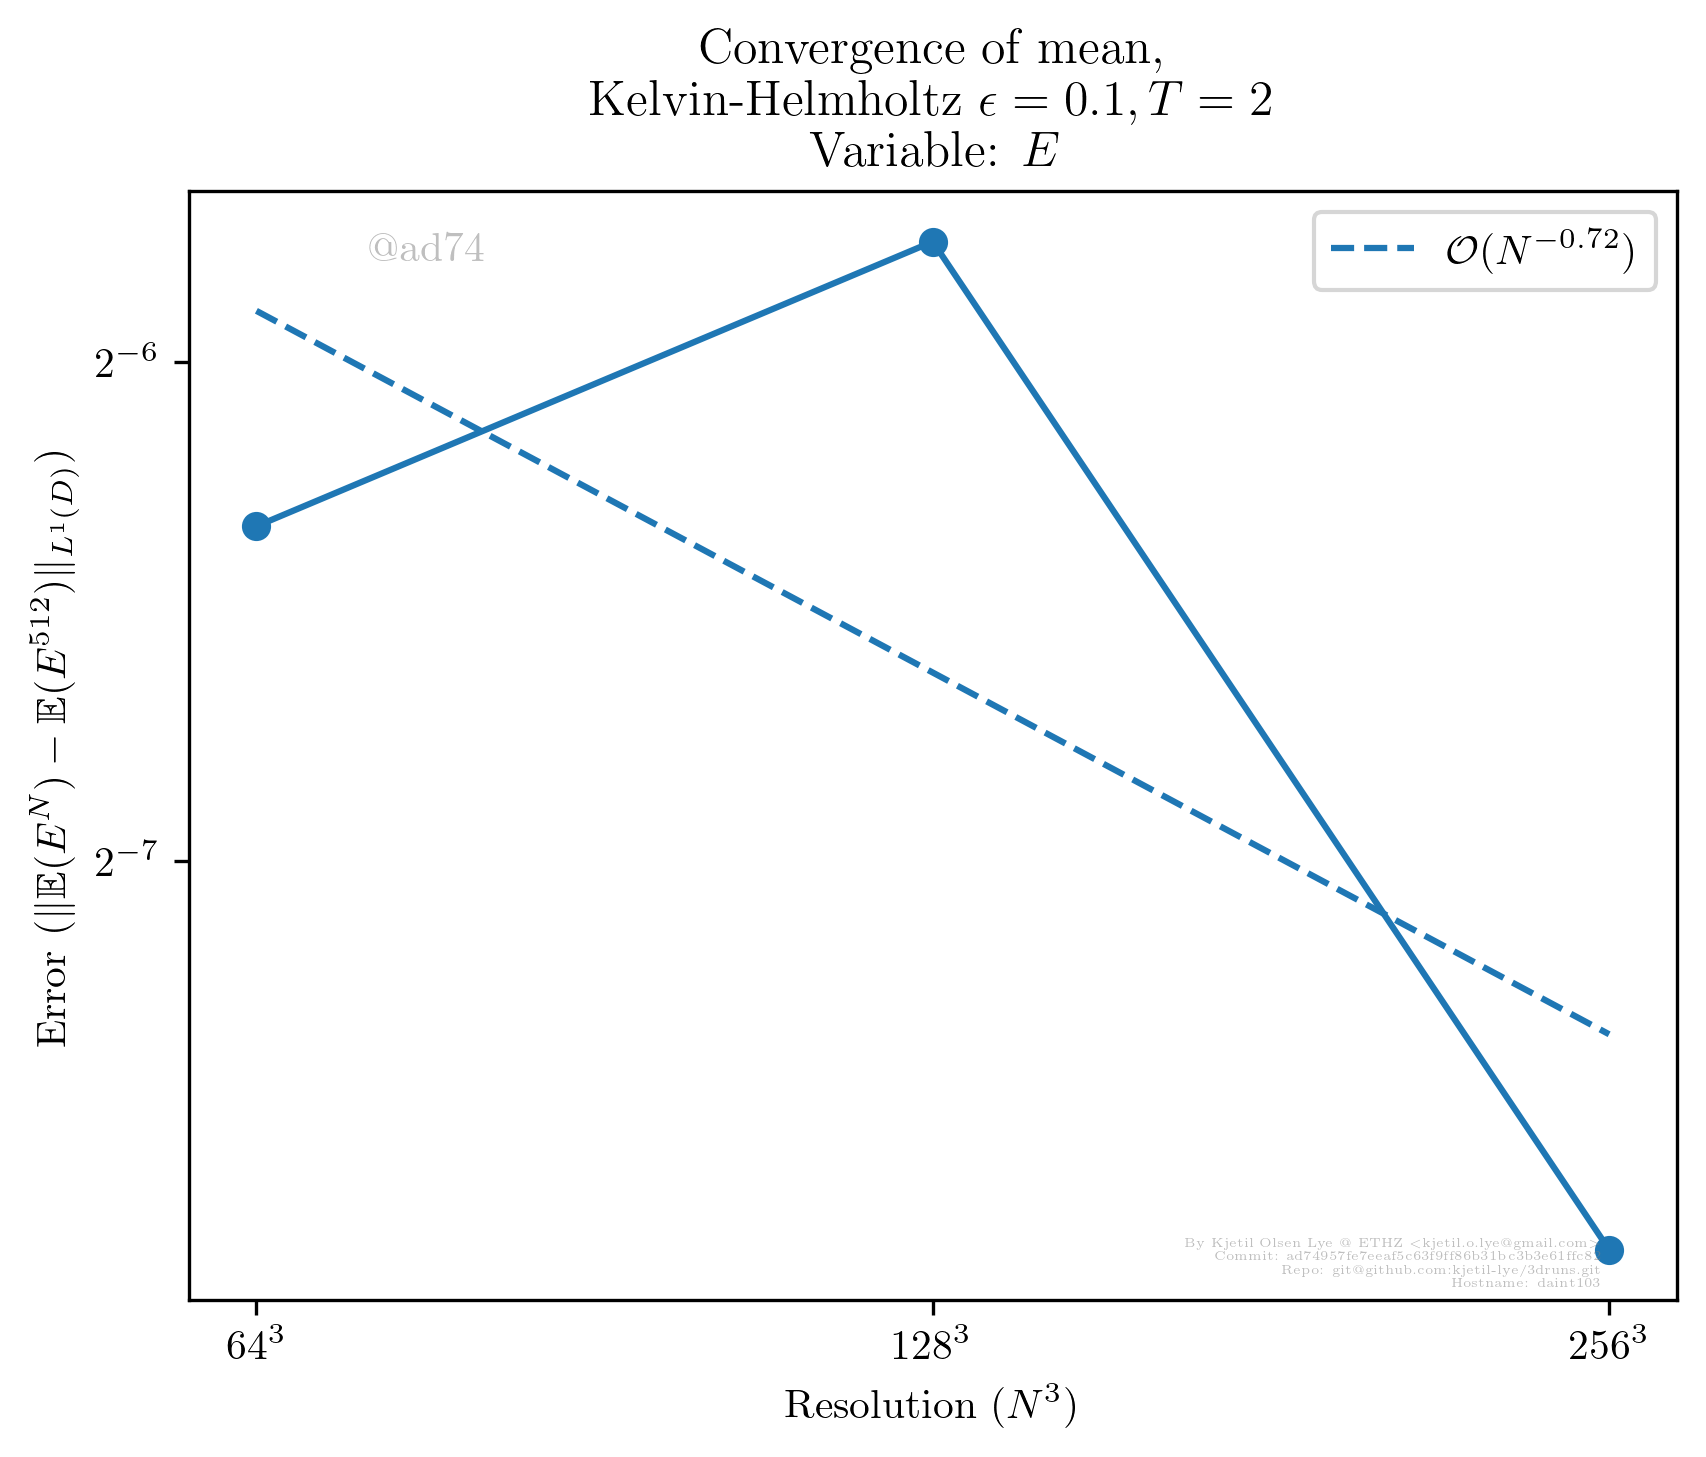 Convergence of mean,
Kelvin-Helmholtz ϵ = 0.1, T = 2
Variable: E
@ad74
𝒪(N^{-0.72})
2^{-6}
2^{-7}
Error (‖𝔼(E^N) − 𝔼(E^{512})‖_{L^1(D)})
By Kjetil Olsen Lye @ ETHZ <kjetil.o.lye@gmail.com>
Commit:
Repo: git@github.com:kjetil-lye/3druns.git
Hostname: daint103
64^3
128^3
256^3
Resolution (N^3)